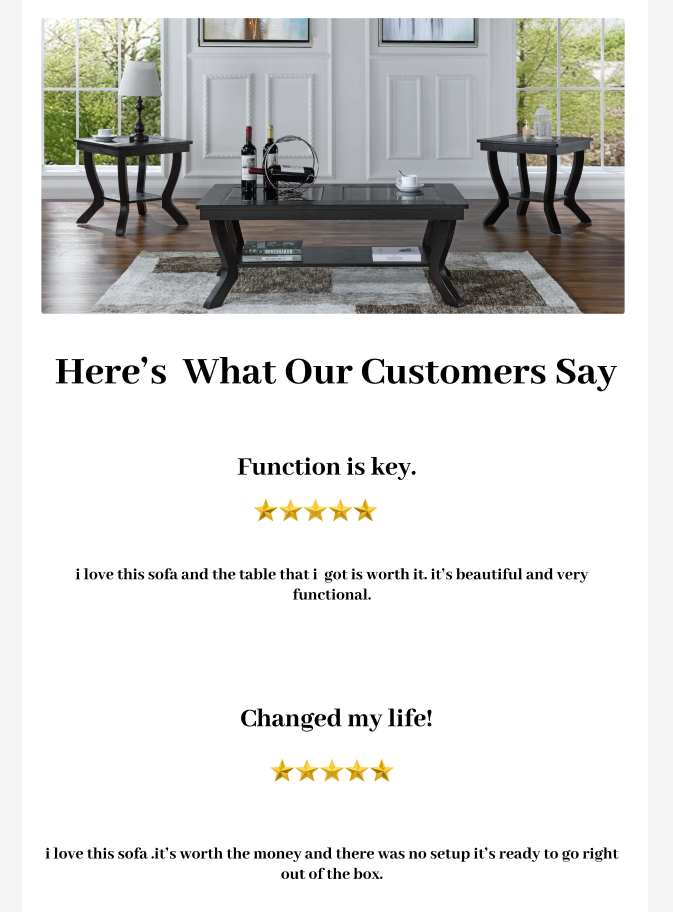 Here's  What Our Customers Say
Function is key.
i love this sofa and the table that i  got is worth it. it's beautiful and very
functional.
Changed my life!
i love this sofa .it's worth the money and there was no setup it's ready to go right
out of the box.